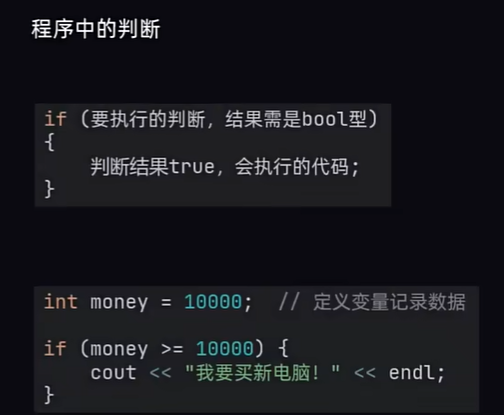 程序中的判断
if (要执行的判断，结果需是bool型)
{
    判断结果true，会执行的代码;
}
int money = 10000;  // 定义变量记录数据
if (money >= 10000) {
    cout << "我要买新电脑！" << endl;
}